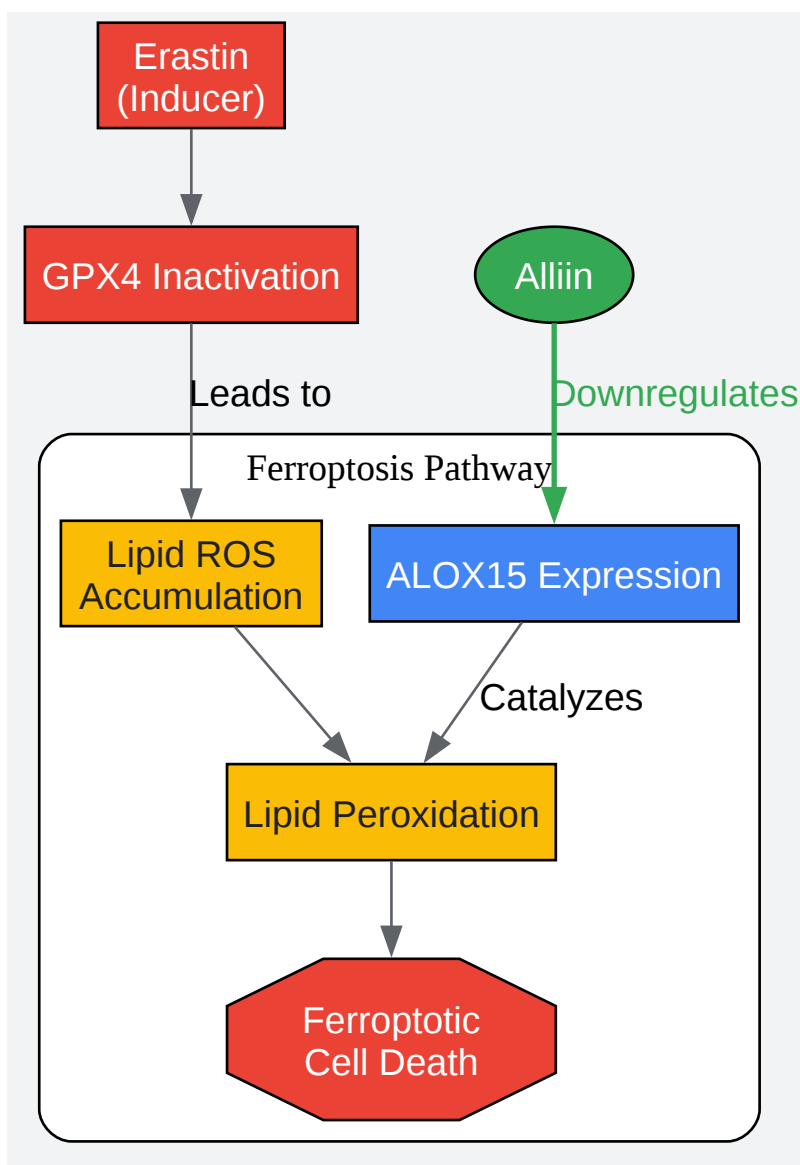 Erastin
(Inducer)
GPX4 Inactivation
Alliin
Leads to
Downregulates
Ferroptosis Pathway
Lipid ROS
Accumulation
ALOX15 Expression
Catalyzes
Lipid Peroxidation
Ferroptotic
Cell Death